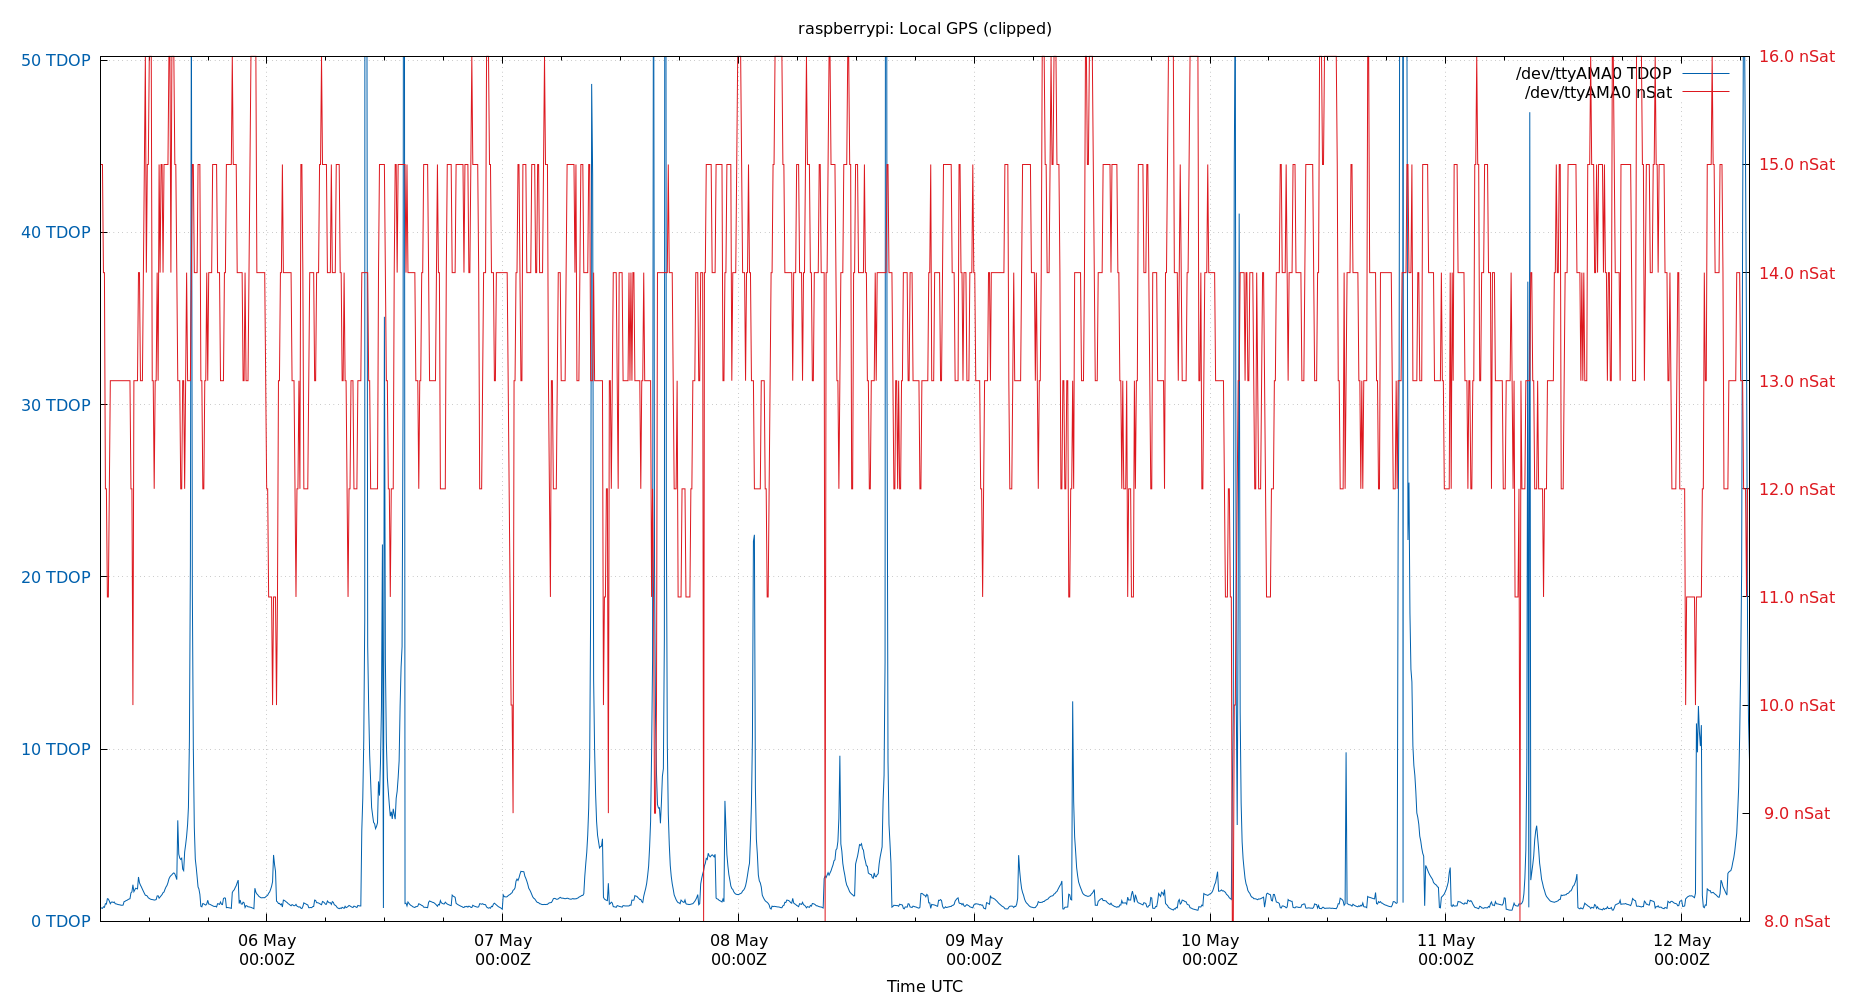 raspberrypi: Local GPS (clipped)
50 TDOP
40 TDOP
30 TDOP
20 TDOP
10 TDOP
0 TDOP
16.0 nSat
15.0 nSat
14.0 nSat
13.0 nSat
12.0 nSat
11.0 nSat
10.0 nSat
9.0 nSat
8.0 nSat
/dev/ttyAMA0 TDOP
/dev/ttyAMA0 nSat
06 May
00:00Z
07 May
00:00Z
08 May
00:00Z
09 May
00:00Z
10 May
00:00Z
11 May
00:00Z
12 May
00:00Z
Time UTC